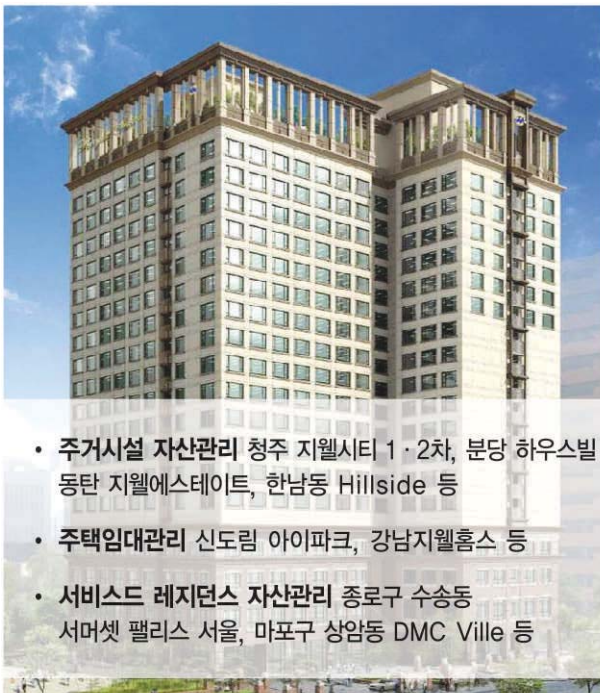 • 주거시설 자산관리 청주 지웰시티 1 · 2차, 분당 하우스빌
동탄 지웰에스테이트, 한남동 Hillside 등
• 주택임대관리 신도림 아이파크, 강남지웰홈스 등
• 서비스드 레지던스 자산관리 종로구 수송동
서머셋 팰리스 서울, 마포구 상암동 DMC Ville 등